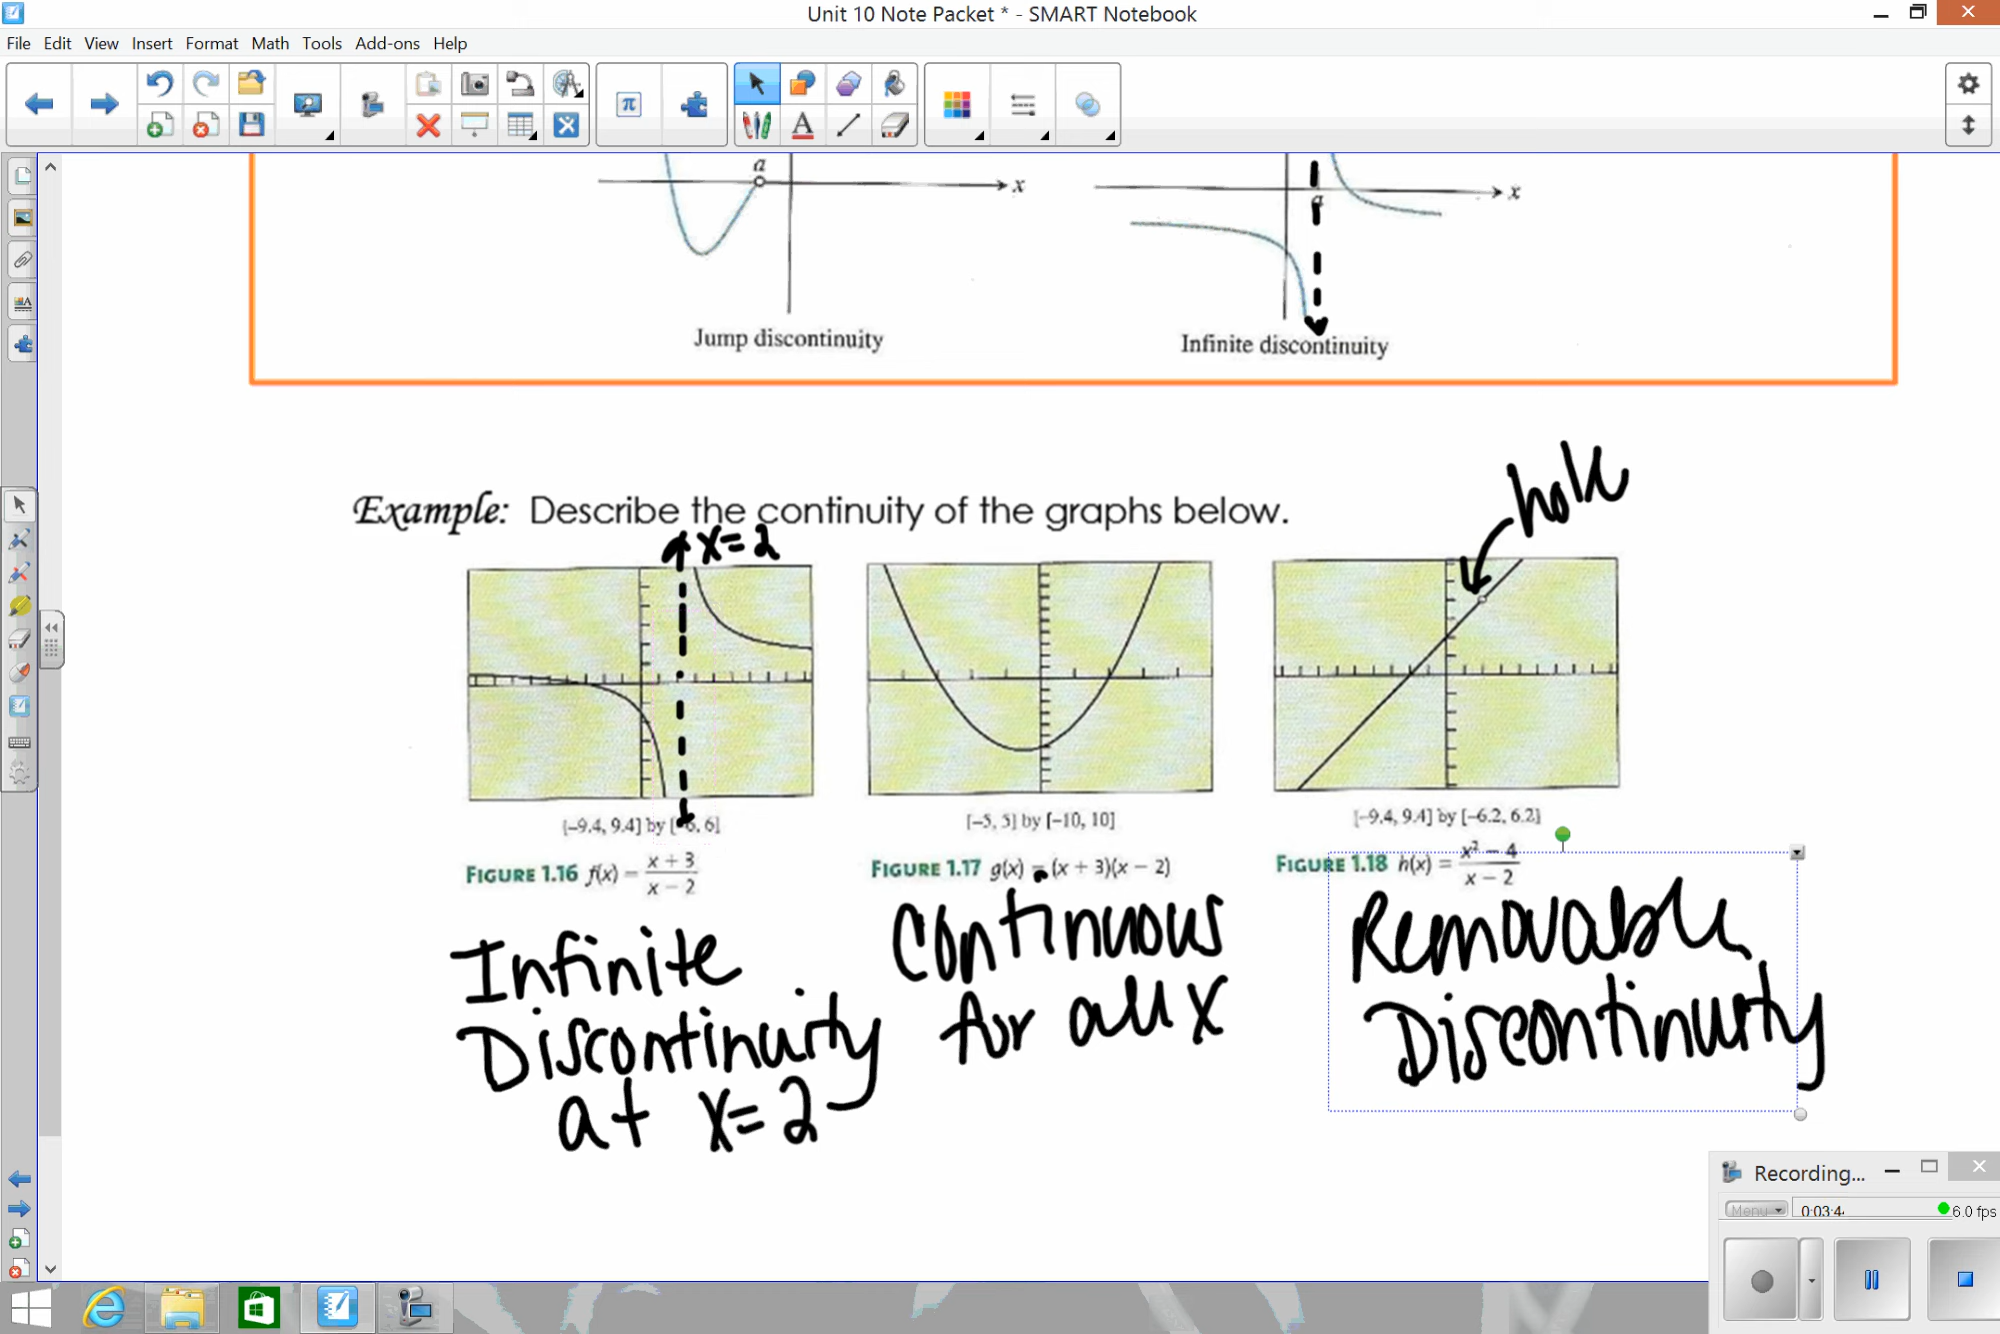 Unit 10 Note Packet * - SMART Notebook
File Edit View Insert Format Math Tools Add-ons Help
a
x
a
x
Jump discontinuity
Infinite discontinuity
hole
Example: Describe the continuity of the graphs below.
x=2
[-9.4, 9.4] by [-6, 6]
[-5, 5] by [-10, 10]
[-9.4, 9.4] by [-6.2, 6.2]
FIGURE 1.16 f(x) = x + 3 / x - 2
FIGURE 1.17 g(x) = (x + 3)(x - 2)
FIGURE 1.18 h(x) = x² - 4 / x - 2
Infinite
Discontinuity
at x=2
Continuous
for all x
Removable
Discontinuity
Recording...
Menu
0:03:4
6.0 fps